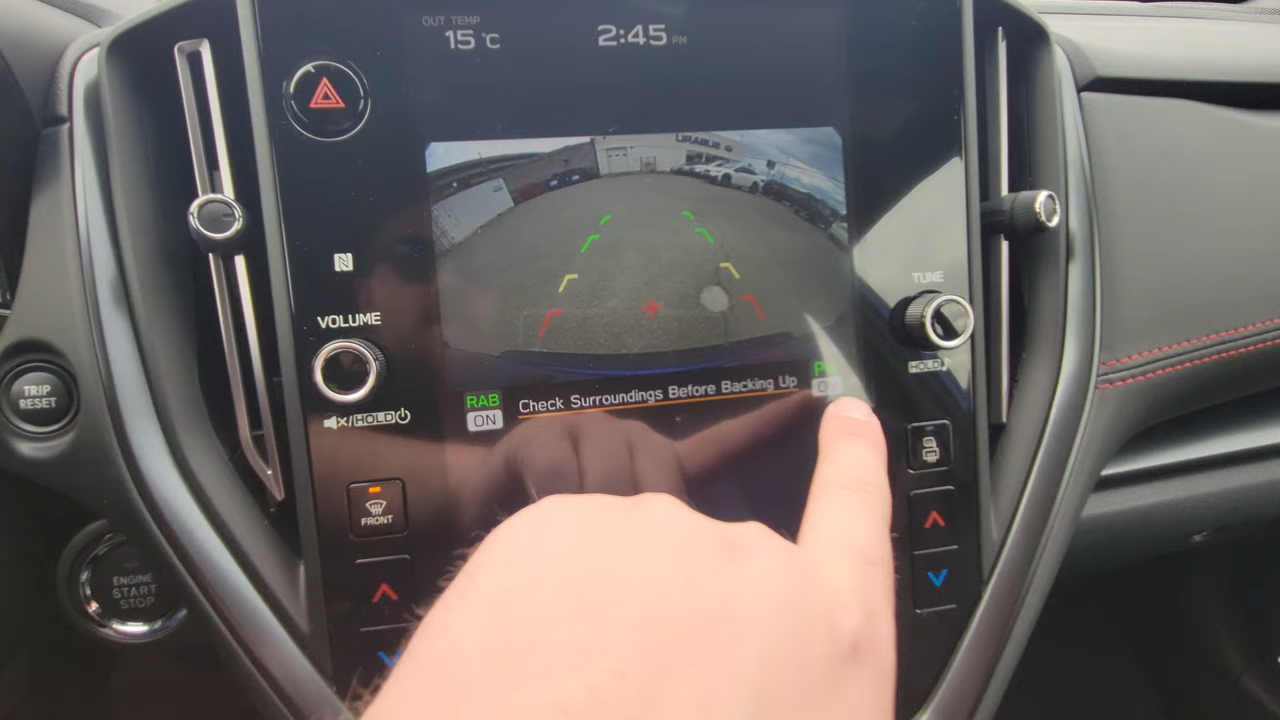 OUT TEMP
15 °C
2:45 PM
VOLUME
TUNE
HOLD
TRIP
RESET
/HOLD
RAB
ON
Check Surroundings Before Backing Up
FRONT
ENGINE
START
STOP